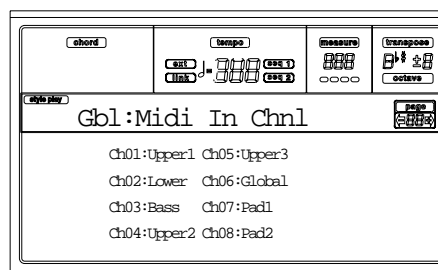 chord
tempo
measure
transpose
ext
link
seq 1
seq 2
octave
style play
Gbl:Midi In Chnl
page
Ch01:Upper1 Ch05:Upper3
Ch02:Lower Ch06:Global
Ch03:Bass Ch07:Pad1
Ch04:Upper2 Ch08:Pad2